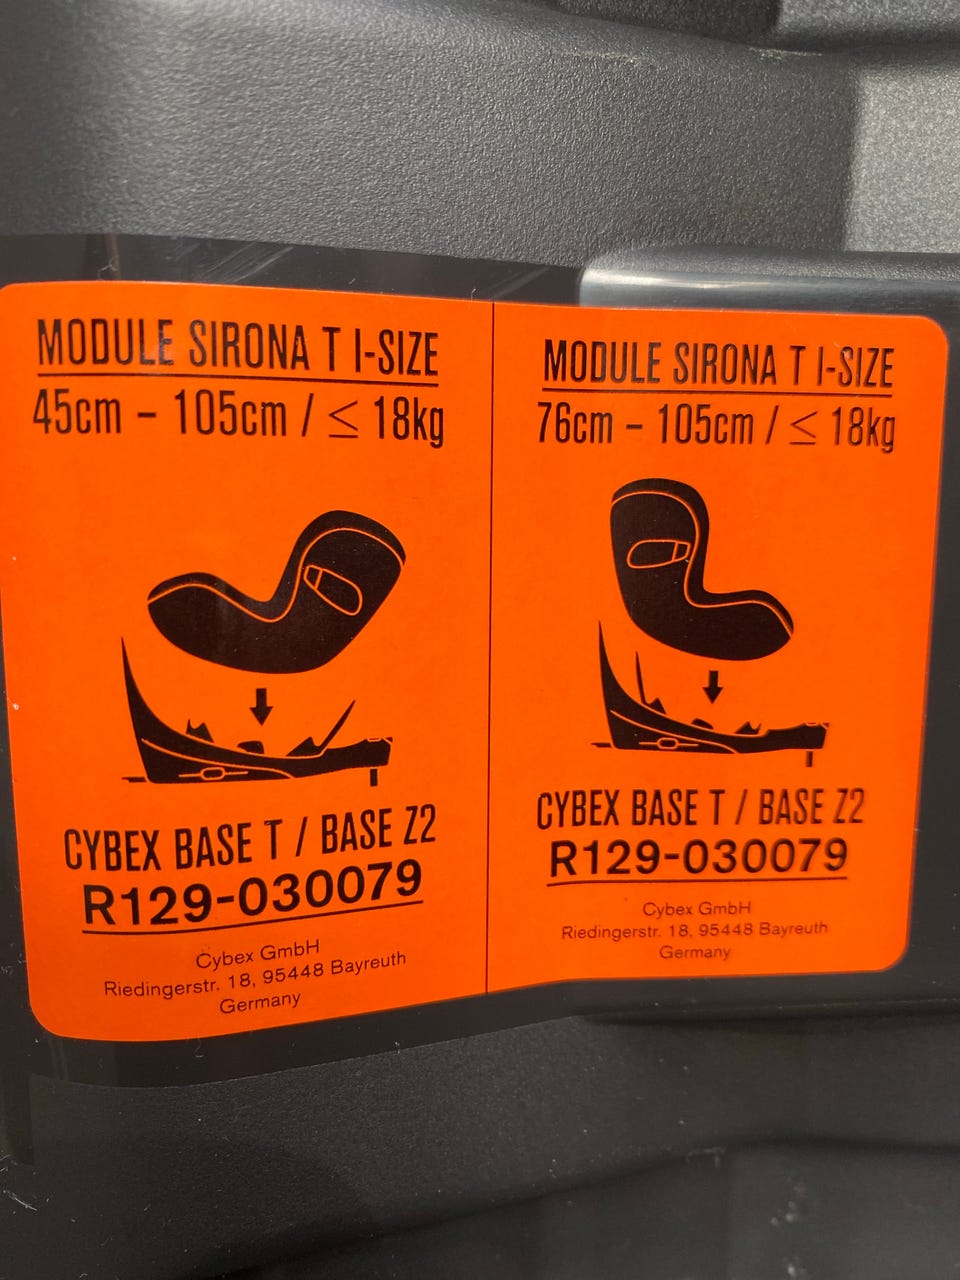 MODULE SIRONA T I-SIZE
45cm – 105cm / ≤ 18kg
CYBEX BASE T / BASE Z2
R129-030079
Cybex GmbH
Riedingerstr. 18, 95448 Bayreuth
Germany
MODULE SIRONA T I-SIZE
76cm – 105cm / ≤ 18kg
CYBEX BASE T / BASE Z2
R129-030079
Cybex GmbH
Riedingerstr. 18, 95448 Bayreuth
Germany